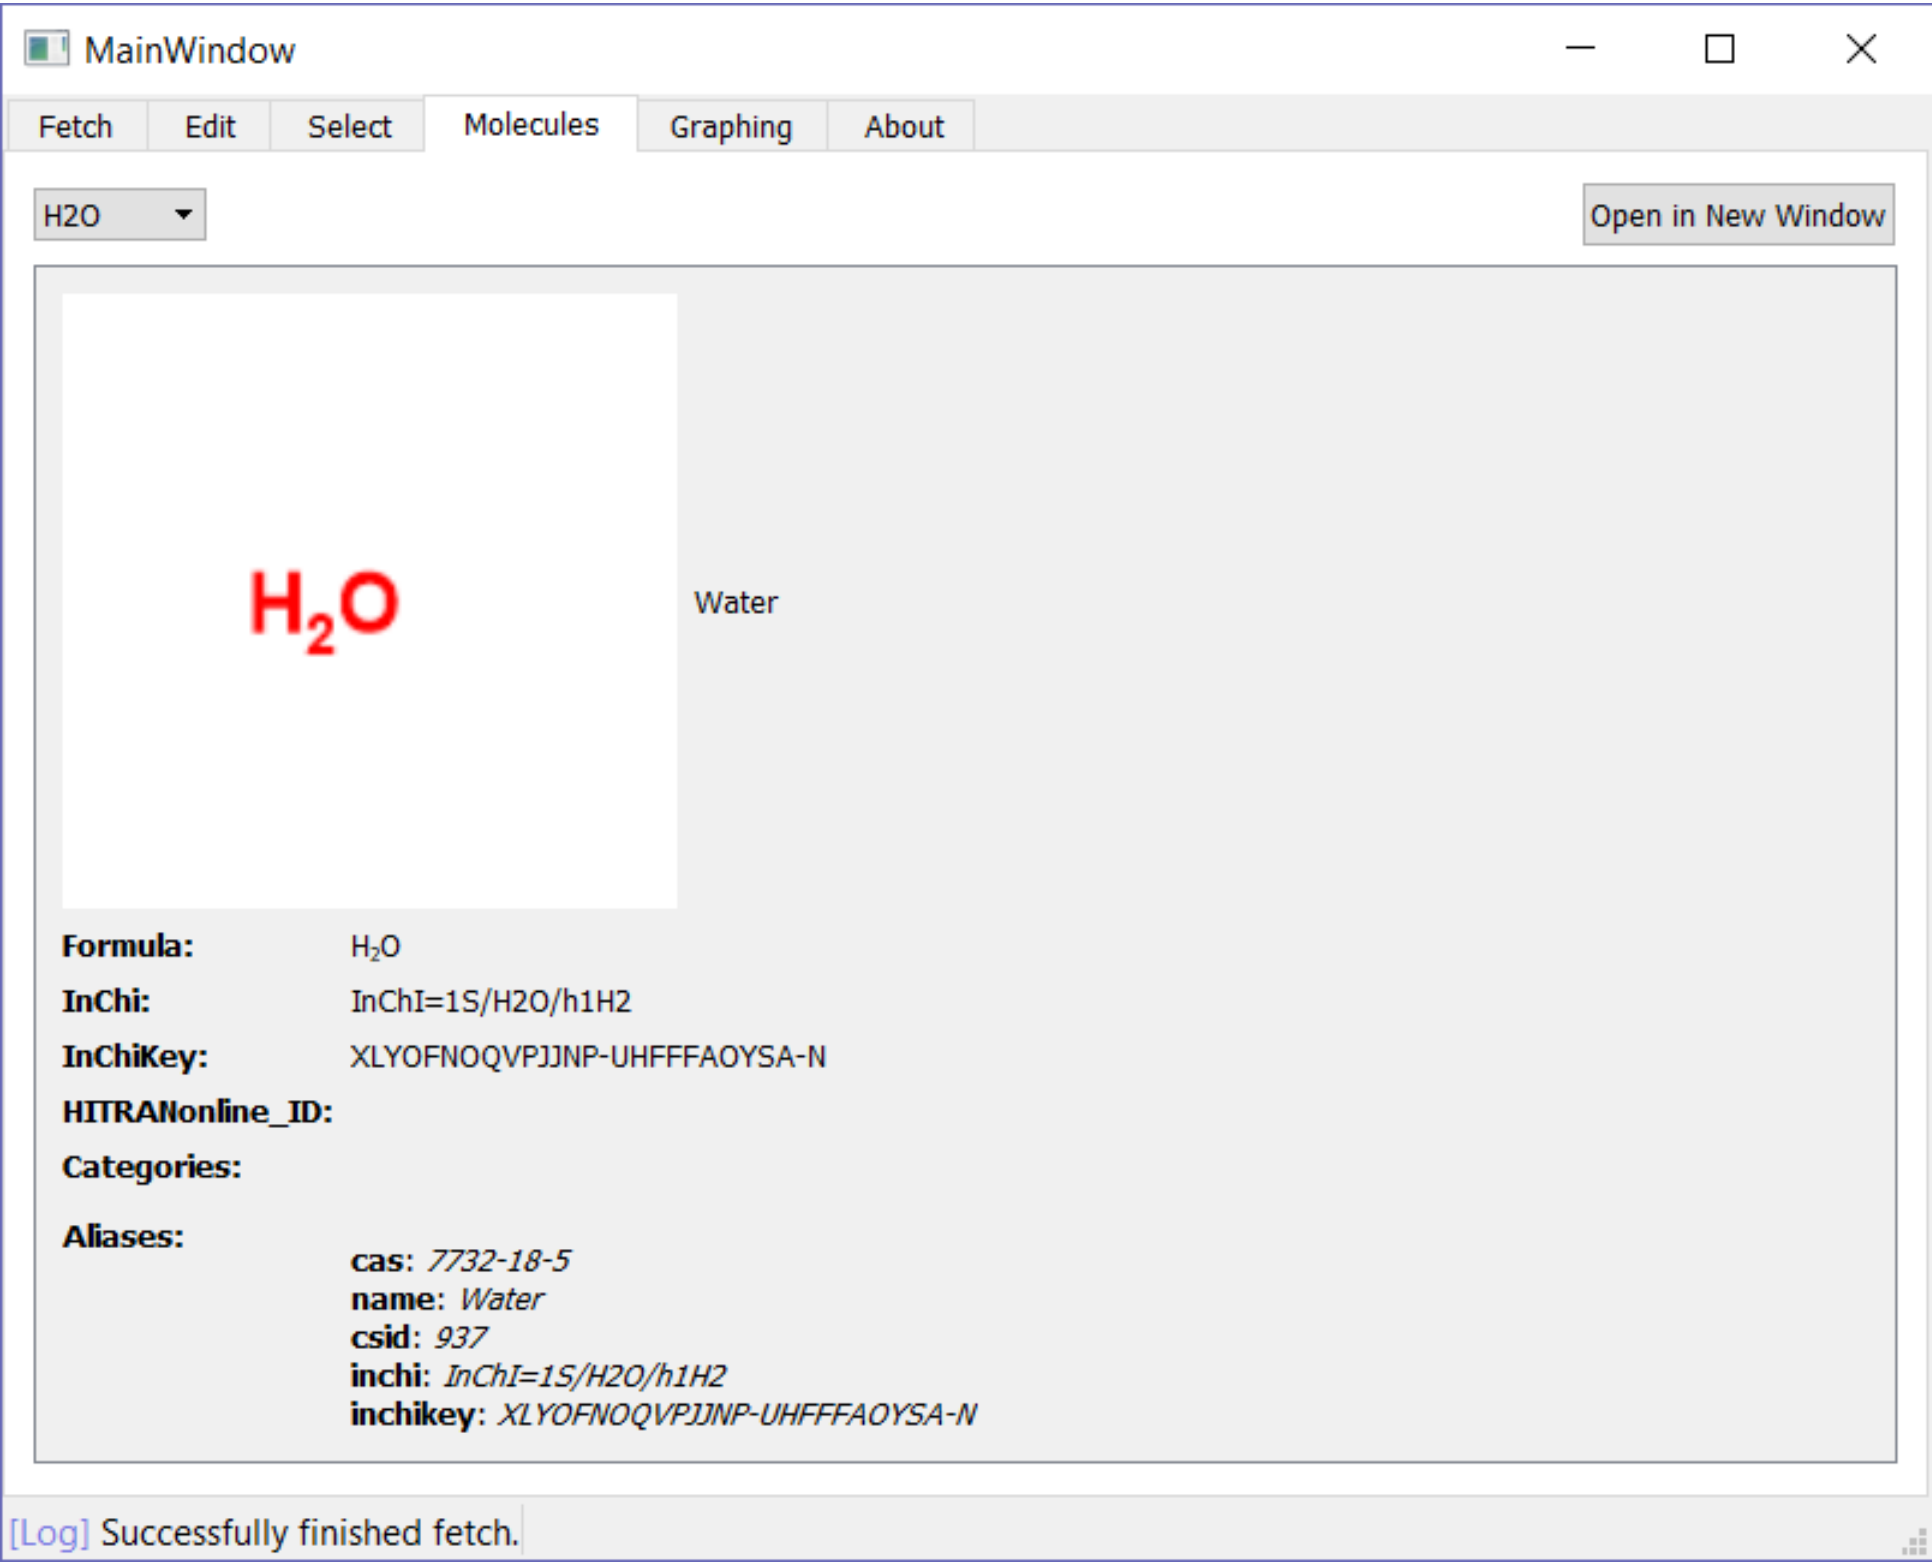 MainWindow
Fetch Edit Select Molecules Graphing About
H2O Open in New Window
H₂O Water
Formula: H₂O
InChi: InChI=1S/H2O/h1H2
InChiKey: XLYOFNOQVPJJNP-UHFFFAOYSA-N
HITRANonline_ID:
Categories:
Aliases:
cas: 7732-18-5
name: Water
csid: 937
inchi: InChI=1S/H2O/h1H2
inchikey: XLYOFNOQVPJJNP-UHFFFAOYSA-N
[Log] Successfully finished fetch.